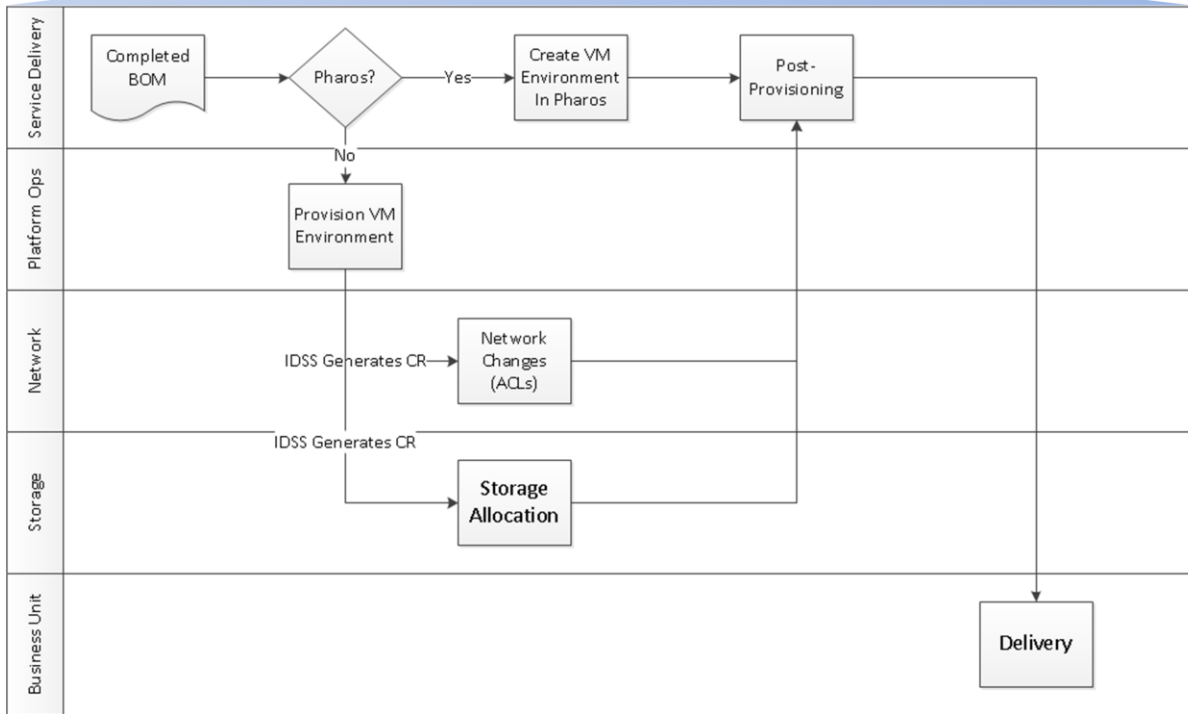 Service Delivery
Completed
BOM
Pharos?
Yes
Create VM
Environment
In Pharos
Post-
Provisioning
No
Platform Ops
Provision VM
Environment
Network
IDSS Generates CR
Network
Changes
(ACLs)
IDSS Generates CR
Storage
Storage
Allocation
Business Unit
Delivery